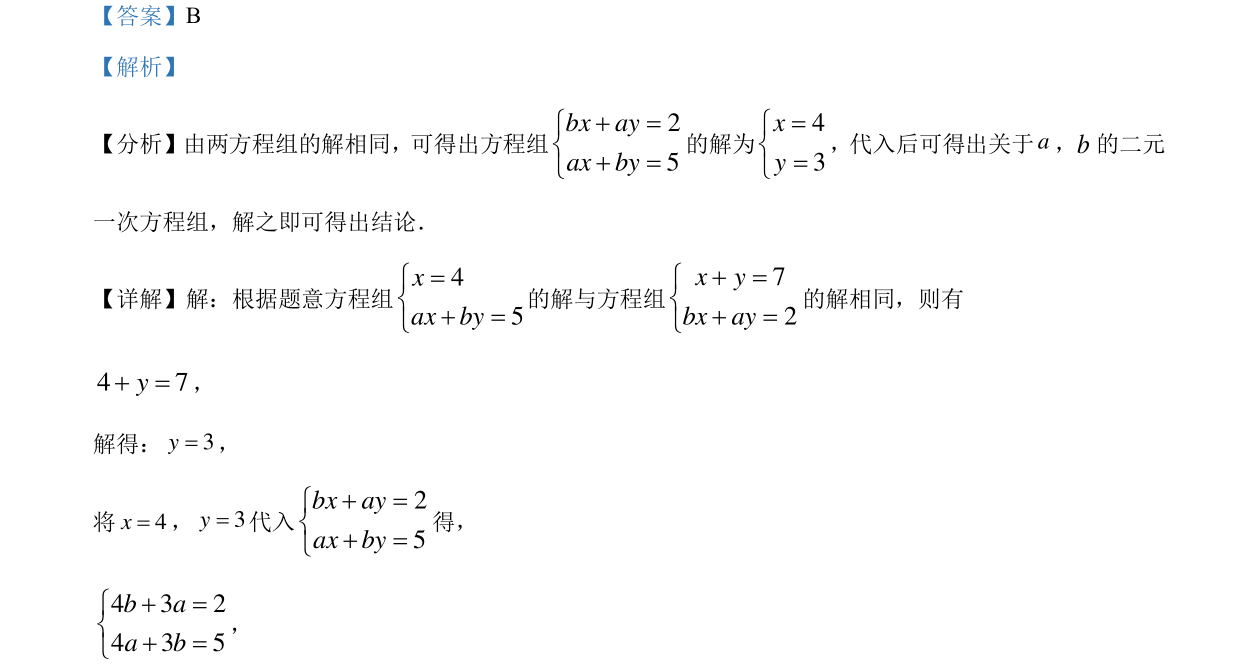 【答案】B
【解析】
【分析】由两方程组的解相同，可得出方程组{bx+ay=2 ax+by=5的解为{x=4 y=3，代入后可得出关于a，b的二元
一次方程组，解之即可得出结论.
【详解】解：根据题意方程组{x=4 ax+by=5的解与方程组{x+y=7 bx+ay=2的解相同，则有
4+y=7，
解得：y=3，
将x=4，y=3代入{bx+ay=2 ax+by=5得，
{4b+3a=2 4a+3b=5，